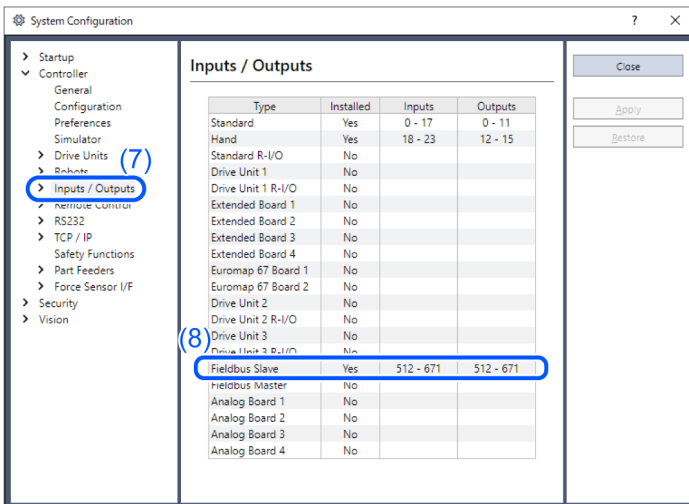 System Configuration ? ×
Startup
Controller
General
Configuration
Preferences
Simulator
Drive Units
(7)
Robots
Inputs / Outputs
Remote Control
RS232
TCP / IP
Safety Functions
Part Feeders
Force Sensor I/F
Security
Vision
Inputs / Outputs
Type Installed Inputs Outputs
Standard Yes 0 - 17 0 - 11
Hand Yes 18 - 23 12 - 15
Standard R-I/O No
Drive Unit 1 No
Drive Unit 1 R-I/O No
Extended Board 1 No
Extended Board 2 No
Extended Board 3 No
Extended Board 4 No
Euromap 67 Board 1 No
Euromap 67 Board 2 No
Drive Unit 2 No
Drive Unit 2 R-I/O No
(8)
Drive Unit 3 No
Drive Unit 3 R-I/O No
Fieldbus Slave Yes 512 - 671 512 - 671
Fieldbus Master No
Analog Board 1 No
Analog Board 2 No
Analog Board 3 No
Analog Board 4 No
Close
Apply
Restore